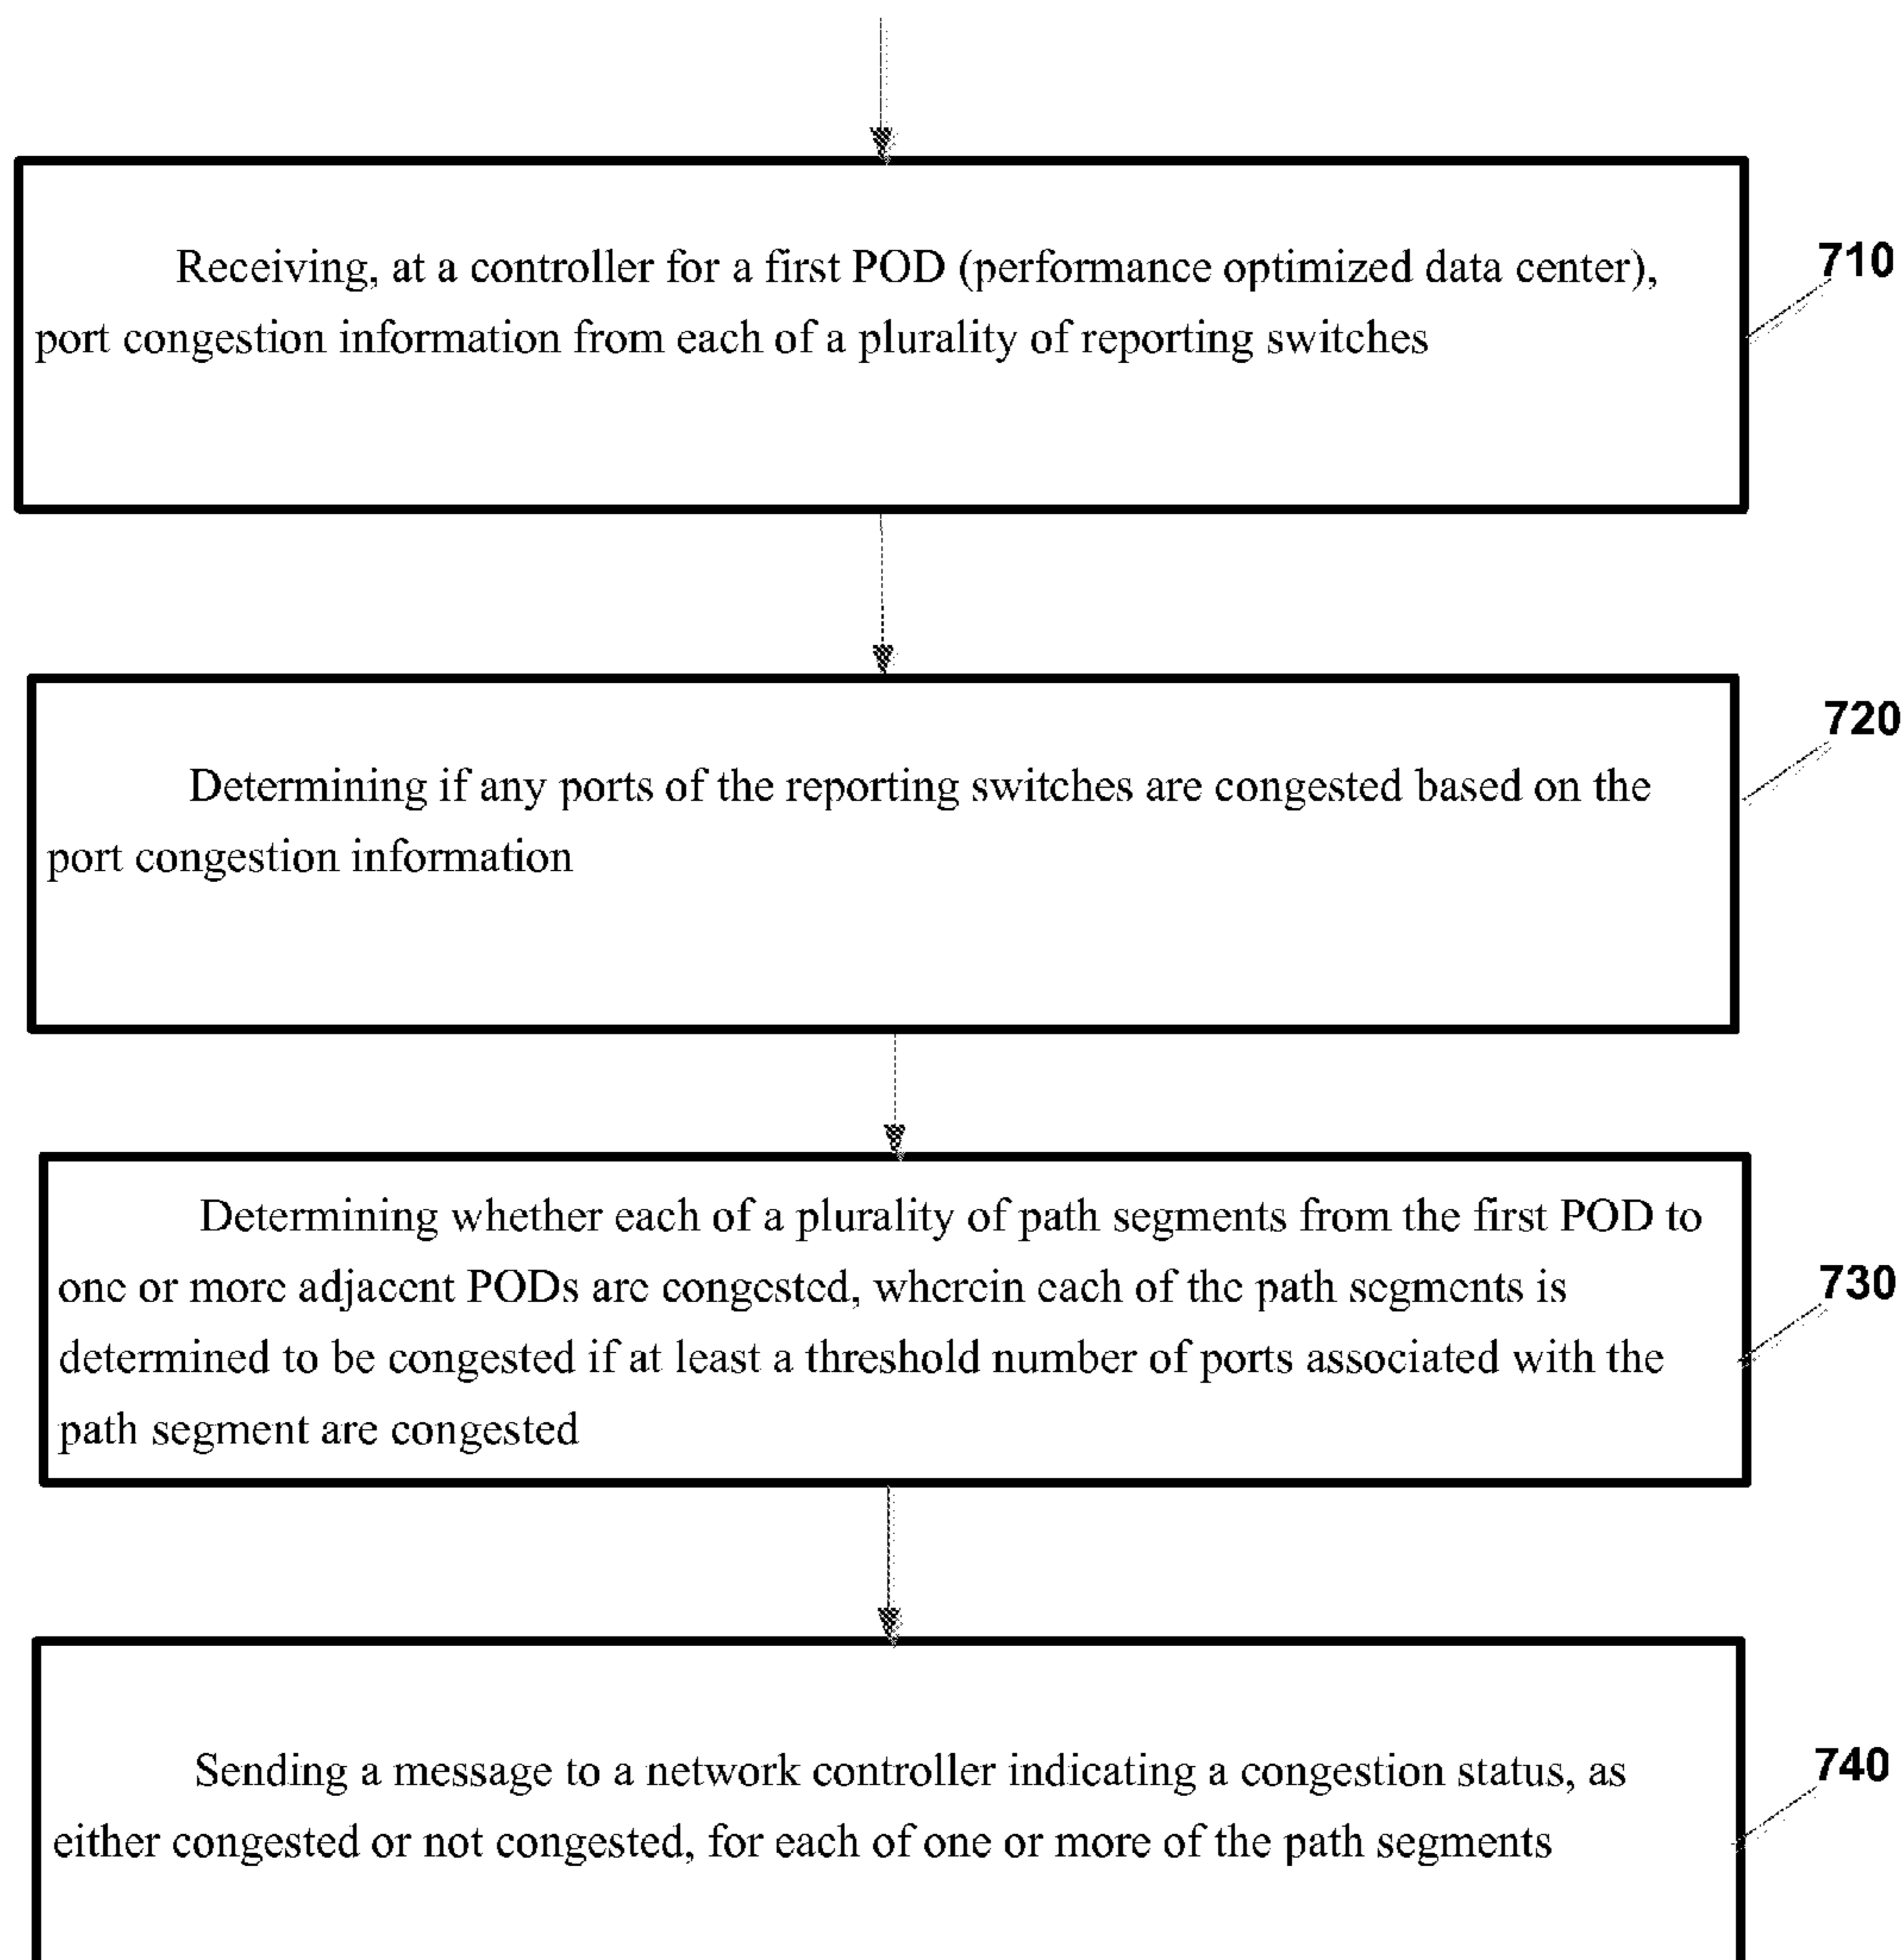 Receiving, at a controller for a first POD (performance optimized data center),
port congestion information from each of a plurality of reporting switches
710
Determining if any ports of the reporting switches are congested based on the
port congestion information
720
Determining whether each of a plurality of path segments from the first POD to
one or more adjacent PODs are congested, wherein each of the path segments is
determined to be congested if at least a threshold number of ports associated with the
path segment are congested
730
Sending a message to a network controller indicating a congestion status, as
either congested or not congested, for each of one or more of the path segments
740